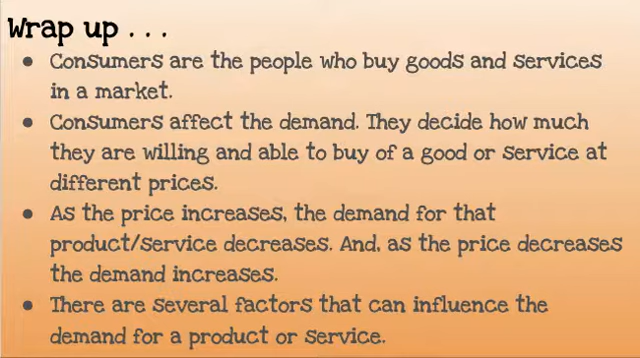 Wrap up . . .
● Consumers are the people who buy goods and services
in a market.
● Consumers affect the demand. They decide how much
they are willing and able to buy of a good or service at
different prices.
● As the price increases, the demand for that
product/service decreases. And, as the price decreases
the demand increases.
● There are several factors that can influence the
demand for a product or service.